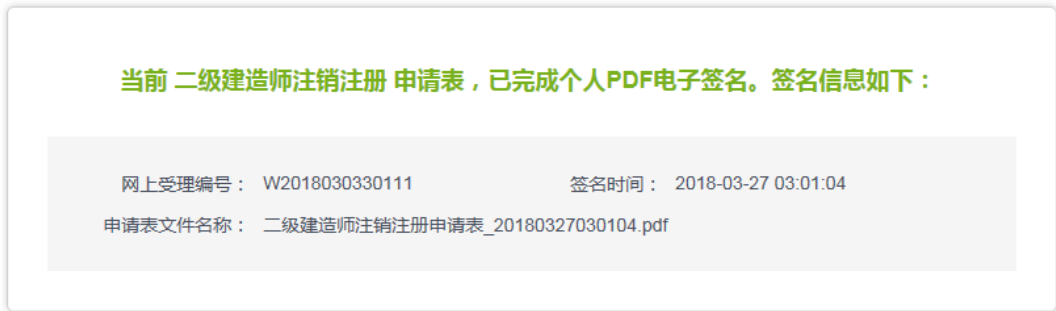 当前 二级建造师注销注册 申请表，已完成个人PDF电子签名。签名信息如下：
网上受理编号： W2018030330111 签名时间： 2018-03-27 03:01:04
申请表文件名称： 二级建造师注销注册申请表_20180327030104.pdf